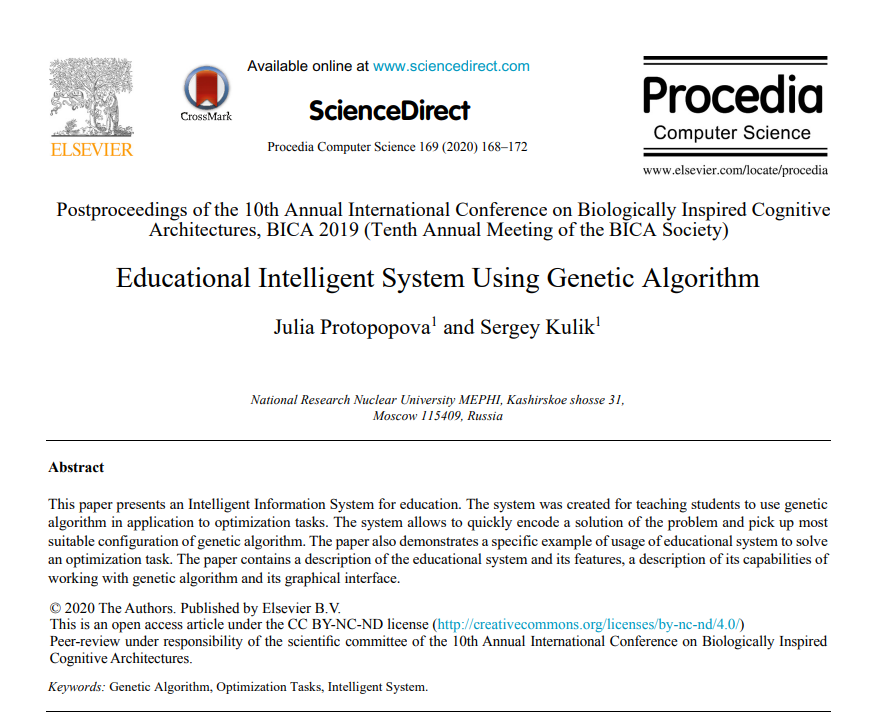 ELSEVIER
CrossMark
Available online at www.sciencedirect.com
ScienceDirect
Procedia Computer Science 169 (2020) 168–172
Procedia
Computer Science
www.elsevier.com/locate/procedia
Postproceedings of the 10th Annual International Conference on Biologically Inspired Cognitive
Architectures, BICA 2019 (Tenth Annual Meeting of the BICA Society)
Educational Intelligent System Using Genetic Algorithm
Julia Protopopova1 and Sergey Kulik1
National Research Nuclear University MEPHI, Kashirskoe shosse 31,
Moscow 115409, Russia
Abstract
This paper presents an Intelligent Information System for education. The system was created for teaching students to use genetic
algorithm in application to optimization tasks. The system allows to quickly encode a solution of the problem and pick up most
suitable configuration of genetic algorithm. The paper also demonstrates a specific example of usage of educational system to solve
an optimization task. The paper contains a description of the educational system and its features, a description of its capabilities of
working with genetic algorithm and its graphical interface.
© 2020 The Authors. Published by Elsevier B.V.
This is an open access article under the CC BY-NC-ND license (http://creativecommons.org/licenses/by-nc-nd/4.0/)
Peer-review under responsibility of the scientific committee of the 10th Annual International Conference on Biologically Inspired
Cognitive Architectures.
Keywords: Genetic Algorithm, Optimization Tasks, Intelligent System.